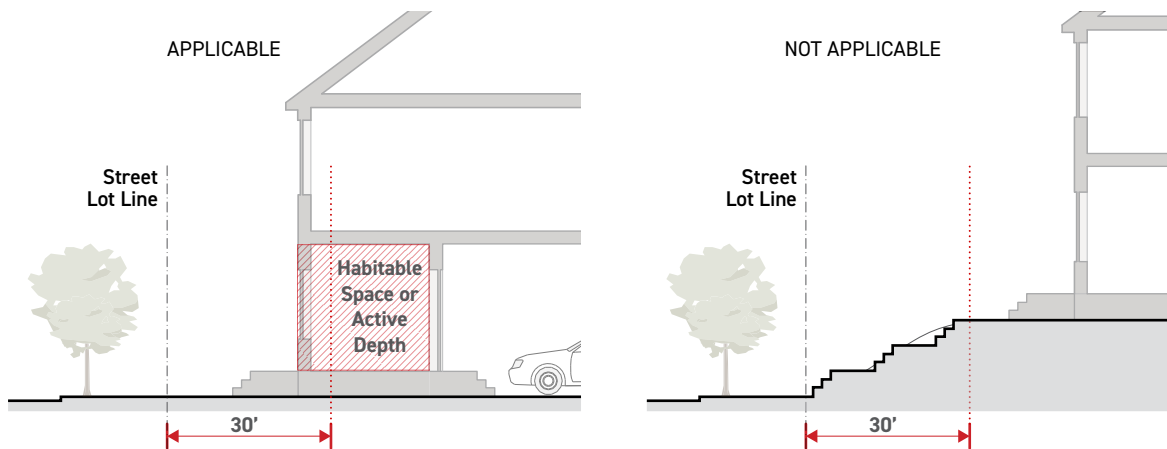 APPLICABLE
Street
Lot Line
Habitable
Space or
Active
Depth
30’
NOT APPLICABLE
Street
Lot Line
30’